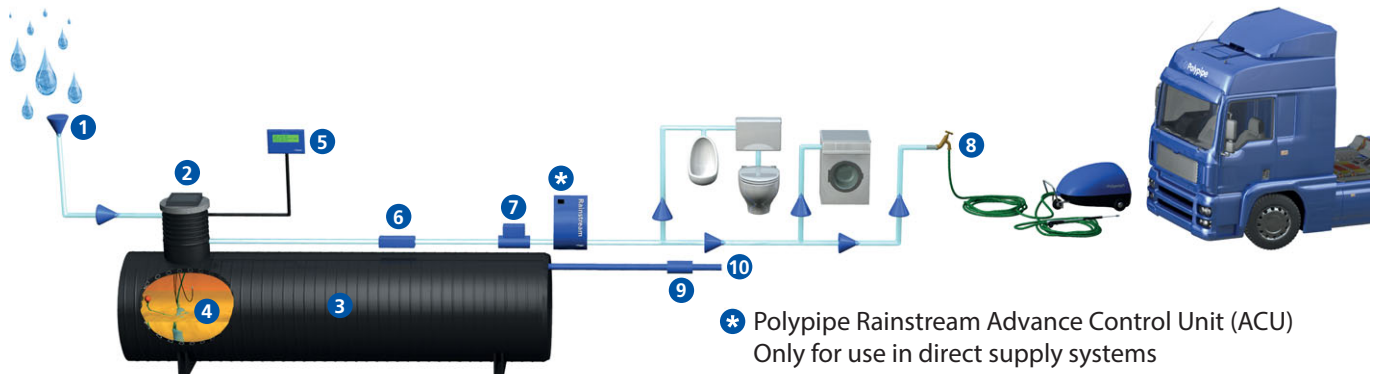 1
2
5
6
7
*
Rainstream
8
Polypipe
3
4
9
10
* Polypipe Rainstream Advance Control Unit (ACU)
Only for use in direct supply systems